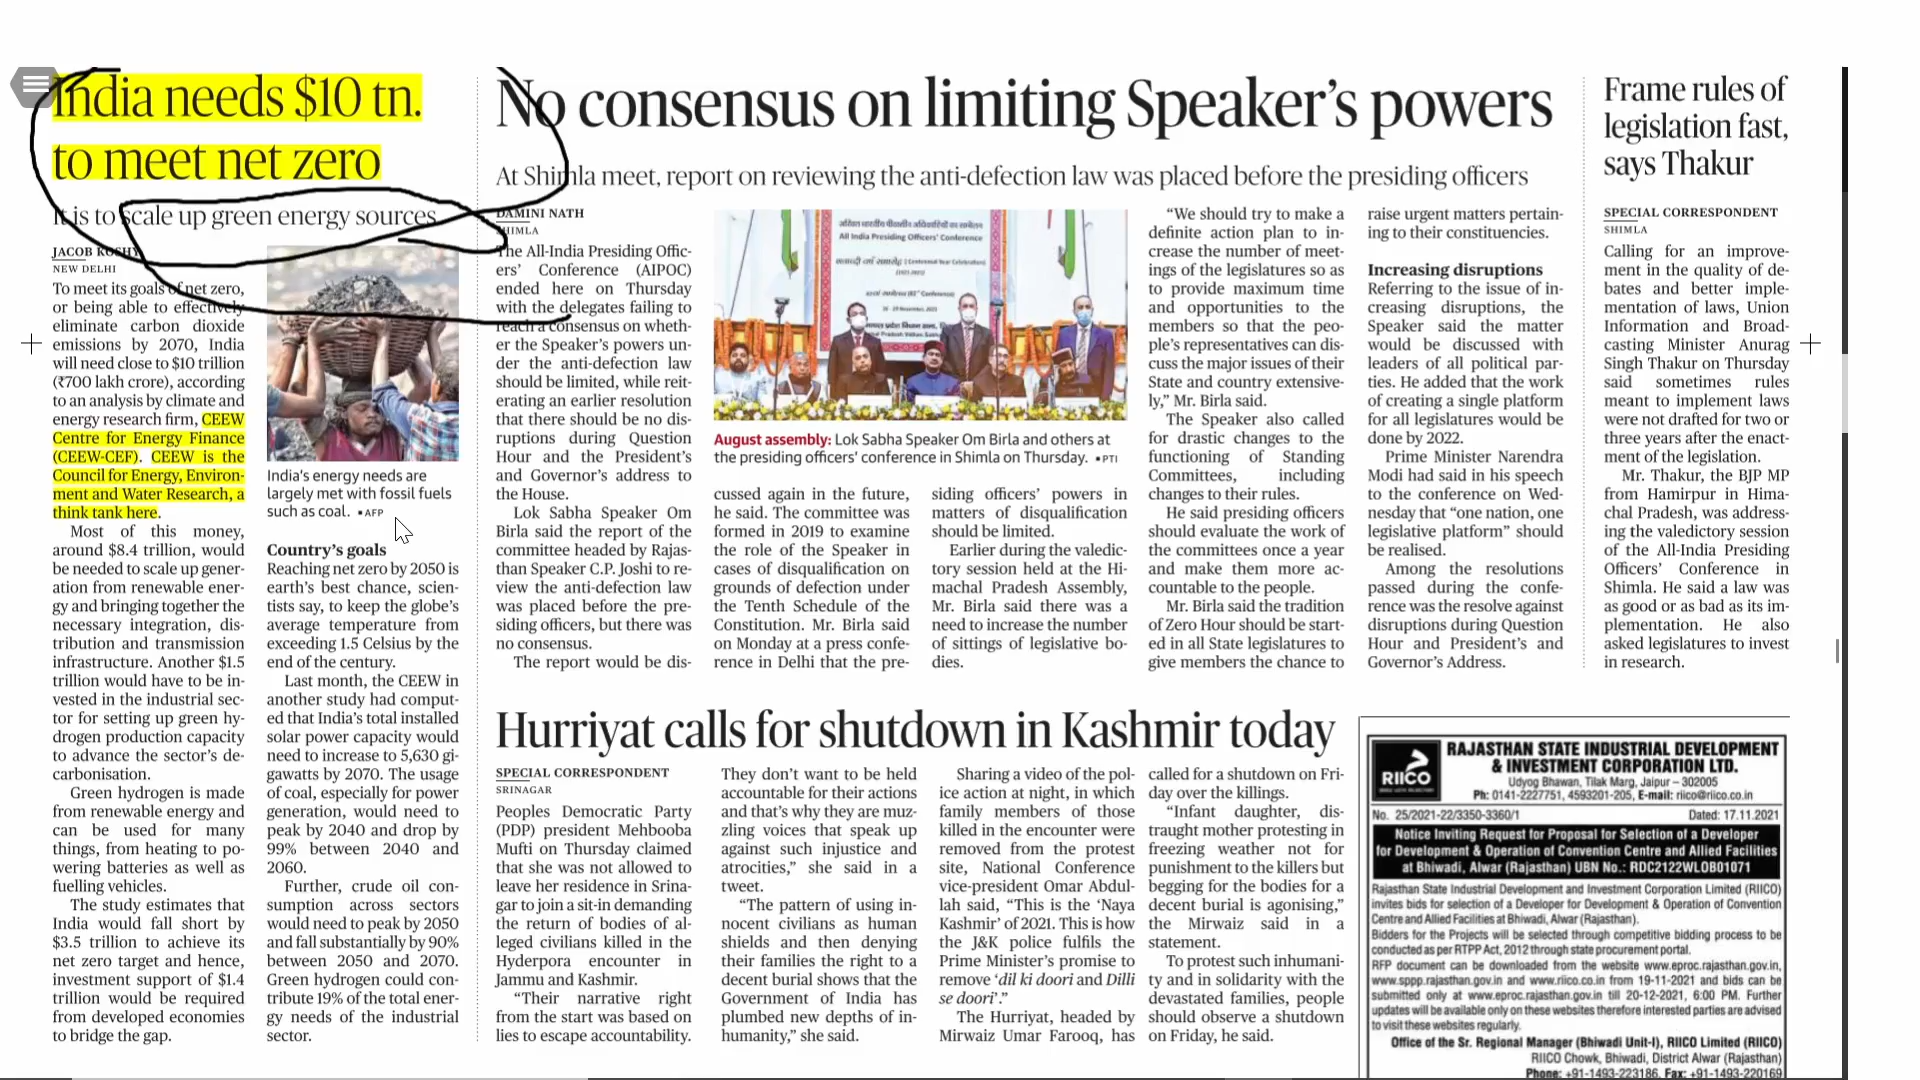 India needs $10 tn.
to meet net zero
It is to scale up green energy sources
JACOB KOSHY
NEW DELHI
To meet its goals of net zero,
or being able to effectively
eliminate carbon dioxide
emissions by 2070, India
will need close to $10 trillion
(₹700 lakh crore), according
to an analysis by climate and
energy research firm, CEEW
Centre for Energy Finance
(CEEW-CEF). CEEW is the
Council for Energy, Environ-
ment and Water Research, a
think tank here.
Most of this money,
around $8.4 trillion, would
be needed to scale up gener-
ation from renewable ener-
gy and bringing together the
necessary integration, dis-
tribution and transmission
infrastructure. Another $1.5
trillion would have to be in-
vested in the industrial sec-
tor for setting up green hy-
drogen production capacity
to advance the sector's de-
carbonisation.
Green hydrogen is made
from renewable energy and
can be used for many
things, from heating to po-
wering batteries as well as
fuelling vehicles.
The study estimates that
India would fall short by
$3.5 trillion to achieve its
net zero target and hence,
investment support of $1.4
trillion would be required
from developed economies
to bridge the gap.
India's energy needs are
largely met with fossil fuels
such as coal. ▪AFP
Country's goals
Reaching net zero by 2050 is
earth's best chance, scien-
tists say, to keep the globe's
average temperature from
exceeding 1.5 Celsius by the
end of the century.
Last month, the CEEW in
another study had comput-
ed that India's total installed
solar power capacity would
need to increase to 5,630 gi-
gawatts by 2070. The usage
of coal, especially for power
generation, would need to
peak by 2040 and drop by
99% between 2040 and
2060.
Further, crude oil con-
sumption across sectors
would need to peak by 2050
and fall substantially by 90%
between 2050 and 2070.
Green hydrogen could con-
tribute 19% of the total ener-
gy needs of the industrial
sector.
No consensus on limiting Speaker's powers
At Shimla meet, report on reviewing the anti-defection law was placed before the presiding officers
DAMINI NATH
SHIMLA
The All-India Presiding Offic-
ers' Conference (AIPOC)
ended here on Thursday
with the delegates failing to
reach a consensus on wheth-
er the Speaker's powers un-
der the anti-defection law
should be limited, while reit-
erating an earlier resolution
that there should be no dis-
ruptions during Question
Hour and the President's
and Governor's address to
the House.
Lok Sabha Speaker Om
Birla said the report of the
committee headed by Rajas-
than Speaker C.P. Joshi to re-
view the anti-defection law
was placed before the pre-
siding officers, but there was
no consensus.
The report would be dis-
All India Presiding Officers' Conference
August assembly: Lok Sabha Speaker Om Birla and others at
the presiding officers' conference in Shimla on Thursday. ▪PTI
cussed again in the future,
he said. The committee was
formed in 2019 to examine
the role of the Speaker in
cases of disqualification on
grounds of defection under
the Tenth Schedule of the
Constitution. Mr. Birla said
on Monday at a press confe-
rence in Delhi that the pre-
siding officers' powers in
matters of disqualification
should be limited.
Earlier during the valedic-
tory session held at the Hi-
machal Pradesh Assembly,
Mr. Birla said there was a
need to increase the number
of sittings of legislative bo-
dies.
"We should try to make a
definite action plan to in-
crease the number of meet-
ings of the legislatures so as
to provide maximum time
and opportunities to the
members so that the peo-
ple's representatives can dis-
cuss the major issues of their
State and country extensive-
ly," Mr. Birla said.
The Speaker also called
for drastic changes to the
functioning of Standing
Committees, including
changes to their rules.
He said presiding officers
should evaluate the work of
the committees once a year
and make them more ac-
countable to the people.
Mr. Birla said the tradition
of Zero Hour should be start-
ed in all State legislatures to
give members the chance to
raise urgent matters pertain-
ing to their constituencies.
Increasing disruptions
Referring to the issue of in-
creasing disruptions, the
Speaker said the matter
would be discussed with
leaders of all political par-
ties. He added that the work
of creating a single platform
for all legislatures would be
done by 2022.
Prime Minister Narendra
Modi had said in his speech
to the conference on Wed-
nesday that "one nation, one
legislative platform" should
be realised.
Among the resolutions
passed during the confe-
rence was the resolve against
disruptions during Question
Hour and President's and
Governor's Address.
Frame rules of
legislation fast,
says Thakur
SPECIAL CORRESPONDENT
SHIMLA
Calling for an improve-
ment in the quality of de-
bates and better imple-
mentation of laws, Union
Information and Broad-
casting Minister Anurag
Singh Thakur on Thursday
said sometimes rules
meant to implement laws
were not drafted for two or
three years after the enact-
ment of the legislation.
Mr. Thakur, the BJP MP
from Hamirpur in Hima-
chal Pradesh, was address-
ing the valedictory session
of the All-India Presiding
Officers' Conference in
Shimla. He said a law was
as good or as bad as its im-
plementation. He also
asked legislators to invest
in research.
Hurriyat calls for shutdown in Kashmir today
SPECIAL CORRESPONDENT
SRINAGAR
Peoples Democratic Party
(PDP) president Mehbooba
Mufti on Thursday claimed
that she was not allowed to
leave her residence in Srina-
gar to join a sit-in demanding
the return of bodies of al-
leged civilians killed in the
Hyderpora encounter in
Jammu and Kashmir.
"Their narrative right
from the start was based on
lies to escape accountability.
They don't want to be held
accountable for their actions
and that's why they are muz-
zling voices that speak up
against such injustice and
atrocities," she said in a
tweet.
"The pattern of using in-
nocent civilians as human
shields and then denying
their families the right to a
decent burial shows that the
Government of India has
plumbed new depths of in-
humanity," she said.
Sharing a video of the pol-
ice action at night, in which
family members of those
killed in the encounter were
removed from the protest
site, National Conference
vice-president Omar Abdul-
lah said, "This is the 'Naya
Kashmir' of 2021. This is how
the J&K police fulfils the
Prime Minister's promise to
remove 'dil ki doori and Dilli
se doori'."
The Hurriyat, headed by
Mirwaiz Umar Farooq, has
called for a shutdown on Fri-
day over the killings.
"Infant daughter, dis-
traught mother protesting in
freezing weather not for
punishment to the killers but
begging for the bodies for a
decent burial is agonising,"
the Mirwaiz said in a
statement.
To protest such inhumani-
ty and in solidarity with the
devastated families, people
should observe a shutdown
on Friday, he said.
RIICO
RAJASTHAN STATE INDUSTRIAL DEVELOPMENT
& INVESTMENT CORPORATION LTD.
Udyog Bhawan, Tilak Marg, Jaipur – 302005
Ph: 0141-2227751, 4593201-205, E-mail: riico@riico.co.in
No. 25/2021-22/3350-3360/1 Dated: 17.11.2021
Notice Inviting Request for Proposal for Selection of a Developer
for Development & Operation of Convention Centre and Allied Facilities
at Bhiwadi, Alwar (Rajasthan) UBN No.: RDC2122WLOB01071
Rajasthan State Industrial Development and Investment Corporation Limited (RIICO)
invites bids for selection of a Developer for Development & Operation of Convention
Centre and Allied Facilities at Bhiwadi, Alwar (Rajasthan).
Bidders for the Projects will be selected through competitive bidding process to be
conducted as per RTPP Act, 2012 through state procurement portal.
RFP document can be downloaded from the website www.eproc.rajasthan.gov.in,
www.sppp.rajasthan.gov.in and www.riico.co.in from 19-11-2021 and bids can be
submitted only at www.eproc.rajasthan.gov.in till 20-12-2021, 6:00 PM. Further
updates will be available only on these websites therefore interested parties are advised
to visit these websites regularly.
Office of the Sr. Regional Manager (Bhiwadi Unit-I), RIICO Limited (RIICO)
RIICO Chowk, Bhiwadi, District Alwar (Rajasthan)
Phone: +91-1493-223186, Fax: +91-1493-220169